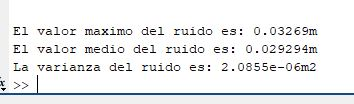 El valor maximo del ruido es: 0.03269m
El valor medio del ruido es: 0.029294m
La varianza del ruido es: 2.0855e-06m2
>>